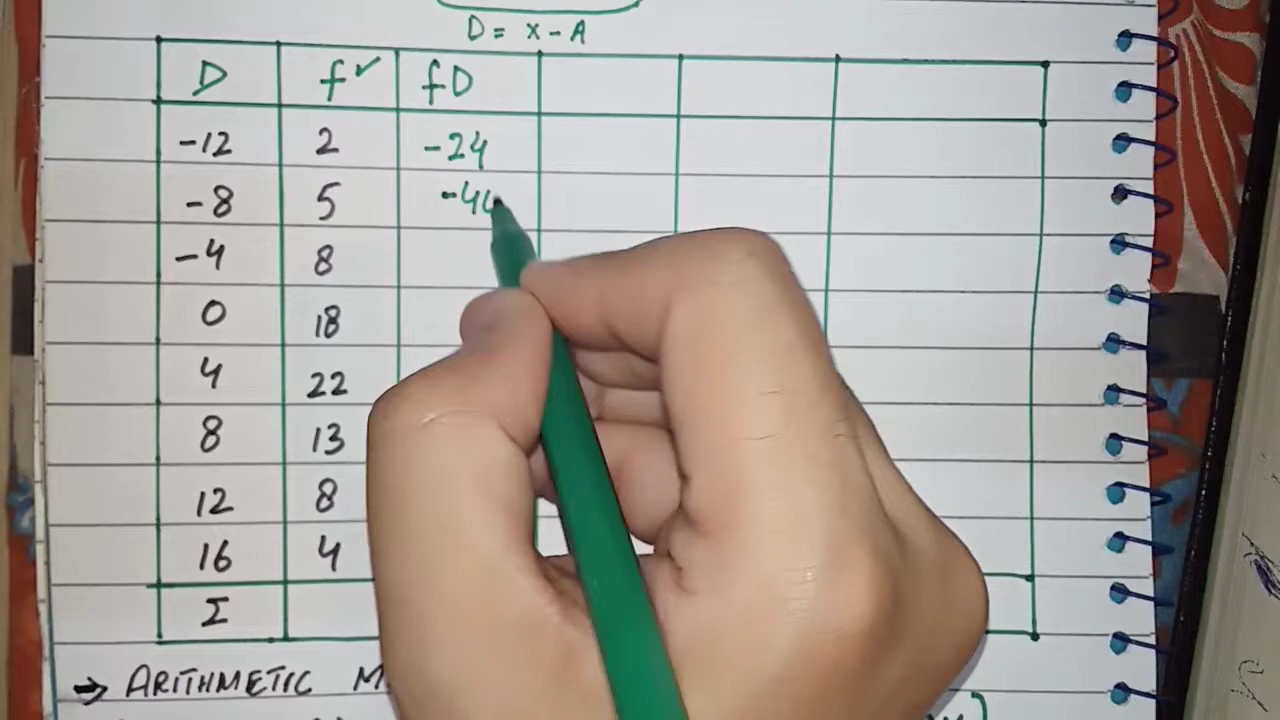 D = x - A
D f ✓ fD
-12 2 -24
-8 5
-4 8
0 18
4 22
8 13
12 8
16 4
Σ
→ ARITHMETIC